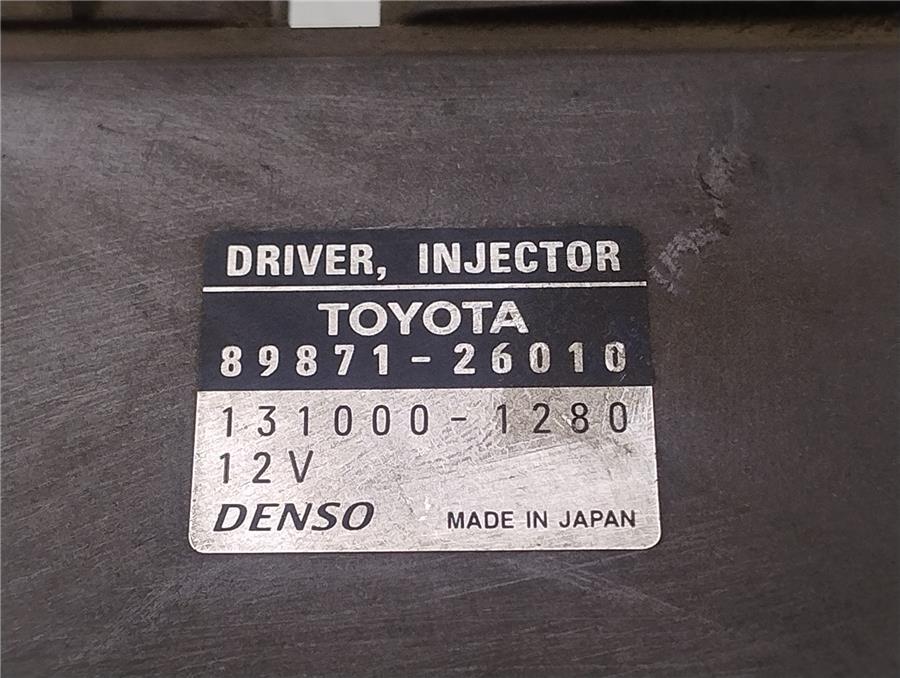 DRIVER, INJECTOR
TOYOTA
89871-26010
131000-1280
12V
DENSO MADE IN JAPAN